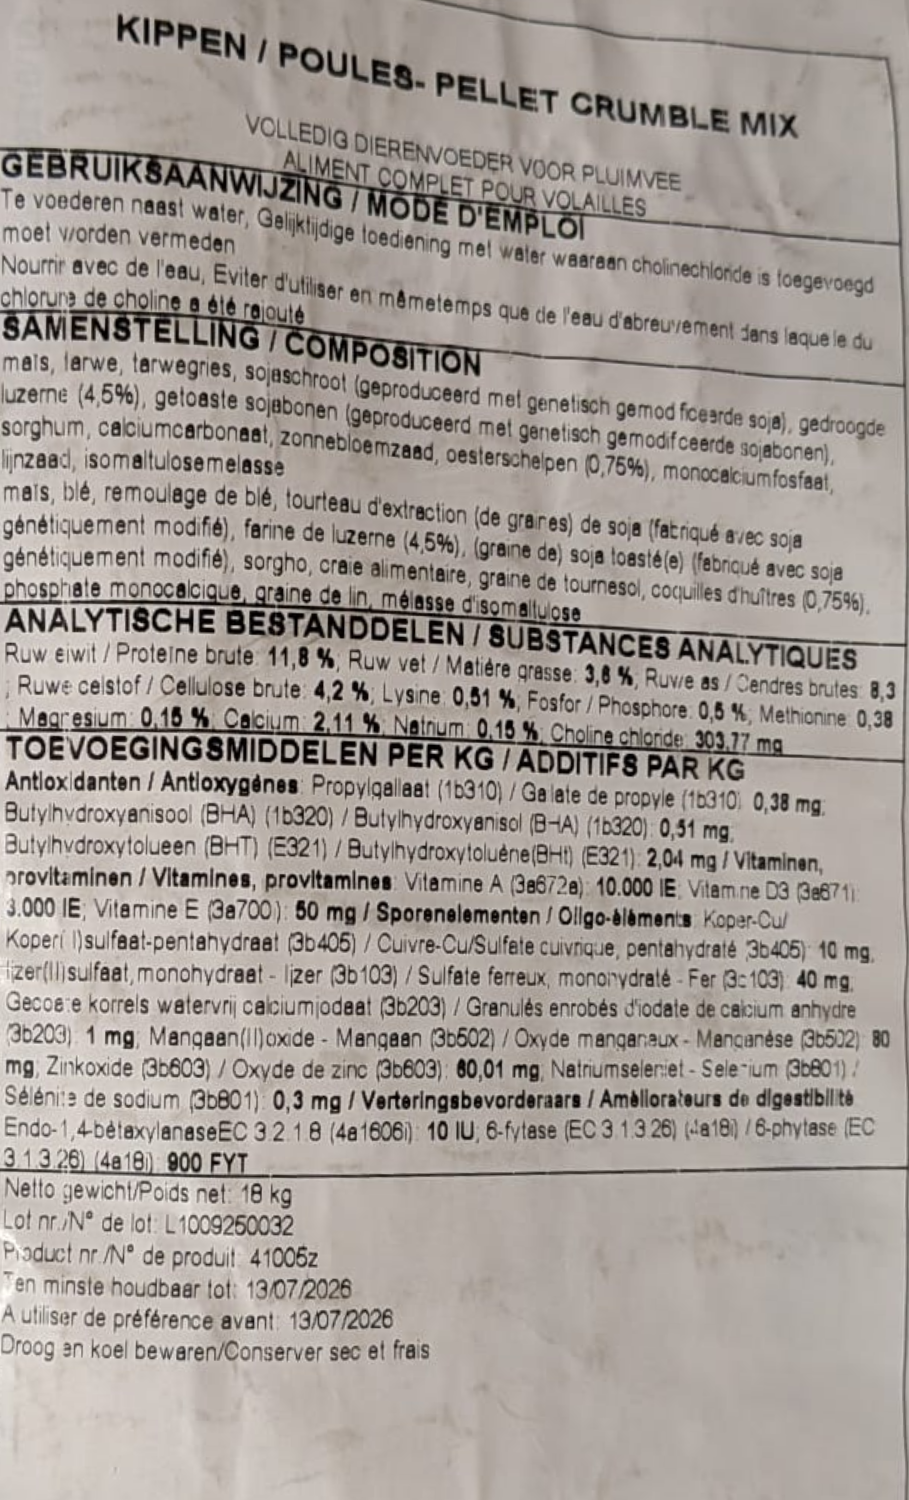 KIPPEN / POULES- PELLET CRUMBLE MIX
VOLLEDIG DIERENVOEDER VOOR PLUIMVEE
ALIMENT COMPLET POUR VOLAILLES
GEBRUIKSAANWIJZING / MODE D'EMPLOI
Te voederen naast water, Gelijktijdige toediening met water waaraan cholinechloride is toegevoegd
moet worden vermeden
Nourrir avec de l'eau, Eviter d'utiliser en mêmetemps que de l'eau d'abreuvement dans laquelle du
chlorure de choline a été rajouté
SAMENSTELLING / COMPOSITION
maïs, tarwe, tarwegries, sojaschroot (geproduceerd met genetisch gemodificeerde soja), gedroogde
luzerne (4,5%), getoaste sojabonen (geproduceerd met genetisch gemodificeerde sojabonen),
sorghum, calciumcarbonaat, zonnebloemzaad, oesterschelpen (0,75%), monocalciumfosfaat,
lijnzaad, isomaltulosemelasse
maïs, blé, remoulage de blé, tourteau d'extraction (de graines) de soja (fabriqué avec soja
génétiquement modifié), farine de luzerne (4,5%), (graine de) soja toasté(e) (fabriqué avec soja
génétiquement modifié), sorgho, craie alimentaire, graine de tournesol, coquilles d'huîtres (0,75%),
phosphate monocalcique, graine de lin, mélasse d'isomaltulose
ANALYTISCHE BESTANDDELEN / SUBSTANCES ANALYTIQUES
Ruw eiwit / Proteïne brute: 11,8 %; Ruw vet / Matiére grasse: 3,6 %; Ruwe as / Cendres brutes: 8,3
; Ruwe celstof / Cellulose brute: 4,2 %; Lysine: 0,51 %; Fosfor / Phosphore: 0,5 %; Methionine: 0,38
; Magnesium: 0,15 %; Calcium: 2,11 %; Natrium: 0,15 %; Choline chloride: 303,77 mg
TOEVOEGINGSMIDDELEN PER KG / ADDITIFS PAR KG
Antioxidanten / Antioxygénes: Propylgallaat (1b310) / Galate de propyle (1b310): 0,38 mg;
Butylhydroxyanisool (BHA) (1b320) / Butylhydroxyanisol (BHA) (1b320): 0,51 mg;
Butylhydroxytolueen (BHT) (E321) / Butylhydroxytoluéne(BHt) (E321): 2,04 mg / Vitaminen,
provitaminen / Vitamines, provitamines: Vitamine A (3a672a): 10.000 IE; Vitamine D3 (3a671):
3.000 IE; Vitamine E (3a700): 50 mg / Sporenelementen / Oligo-éléments: Koper-Cu/
Koper(II)sulfaat-pentahydraat (3b405) / Cuivre-Cu/Sulfate cuivrique, pentahydraté (3b405): 10 mg;
Ijzer(II)sulfaat, monohydraat - Ijzer (3b103) / Sulfate ferreux, monohydraté - Fer (3b103): 40 mg;
Gecoate korrels watervrij calciumjodaat (3b203) / Granulés enrobés d'iodate de calcium anhydre
(3b203): 1 mg; Mangaan(II)oxide - Mangaan (3b502) / Oxyde manganeux - Manganèse (3b502): 80
mg; Zinkoxide (3b603) / Oxyde de zinc (3b603): 60,01 mg; Natriumseleniet - Selenium (3b801) /
Sélénite de sodium (3b801): 0,3 mg / Verteringsbevorderaars / Améliorateurs de digestibilité:
Endo-1,4-bètaxylanaseEC 3.2.1.8 (4a1606i): 10 IU; 6-fytase (EC 3.1.3.26) (4a18i) / 6-phytase (EC
3.1.3.26) (4a18i): 900 FYT
Netto gewicht/Poids net: 18 kg
Lot nr./N° de lot: L1009250032
Product nr./N° de produit: 41005z
Ten minste houdbaar tot: 13/07/2026
A utiliser de préférence avant: 13/07/2026
Droog en koel bewaren/Conserver sec et frais